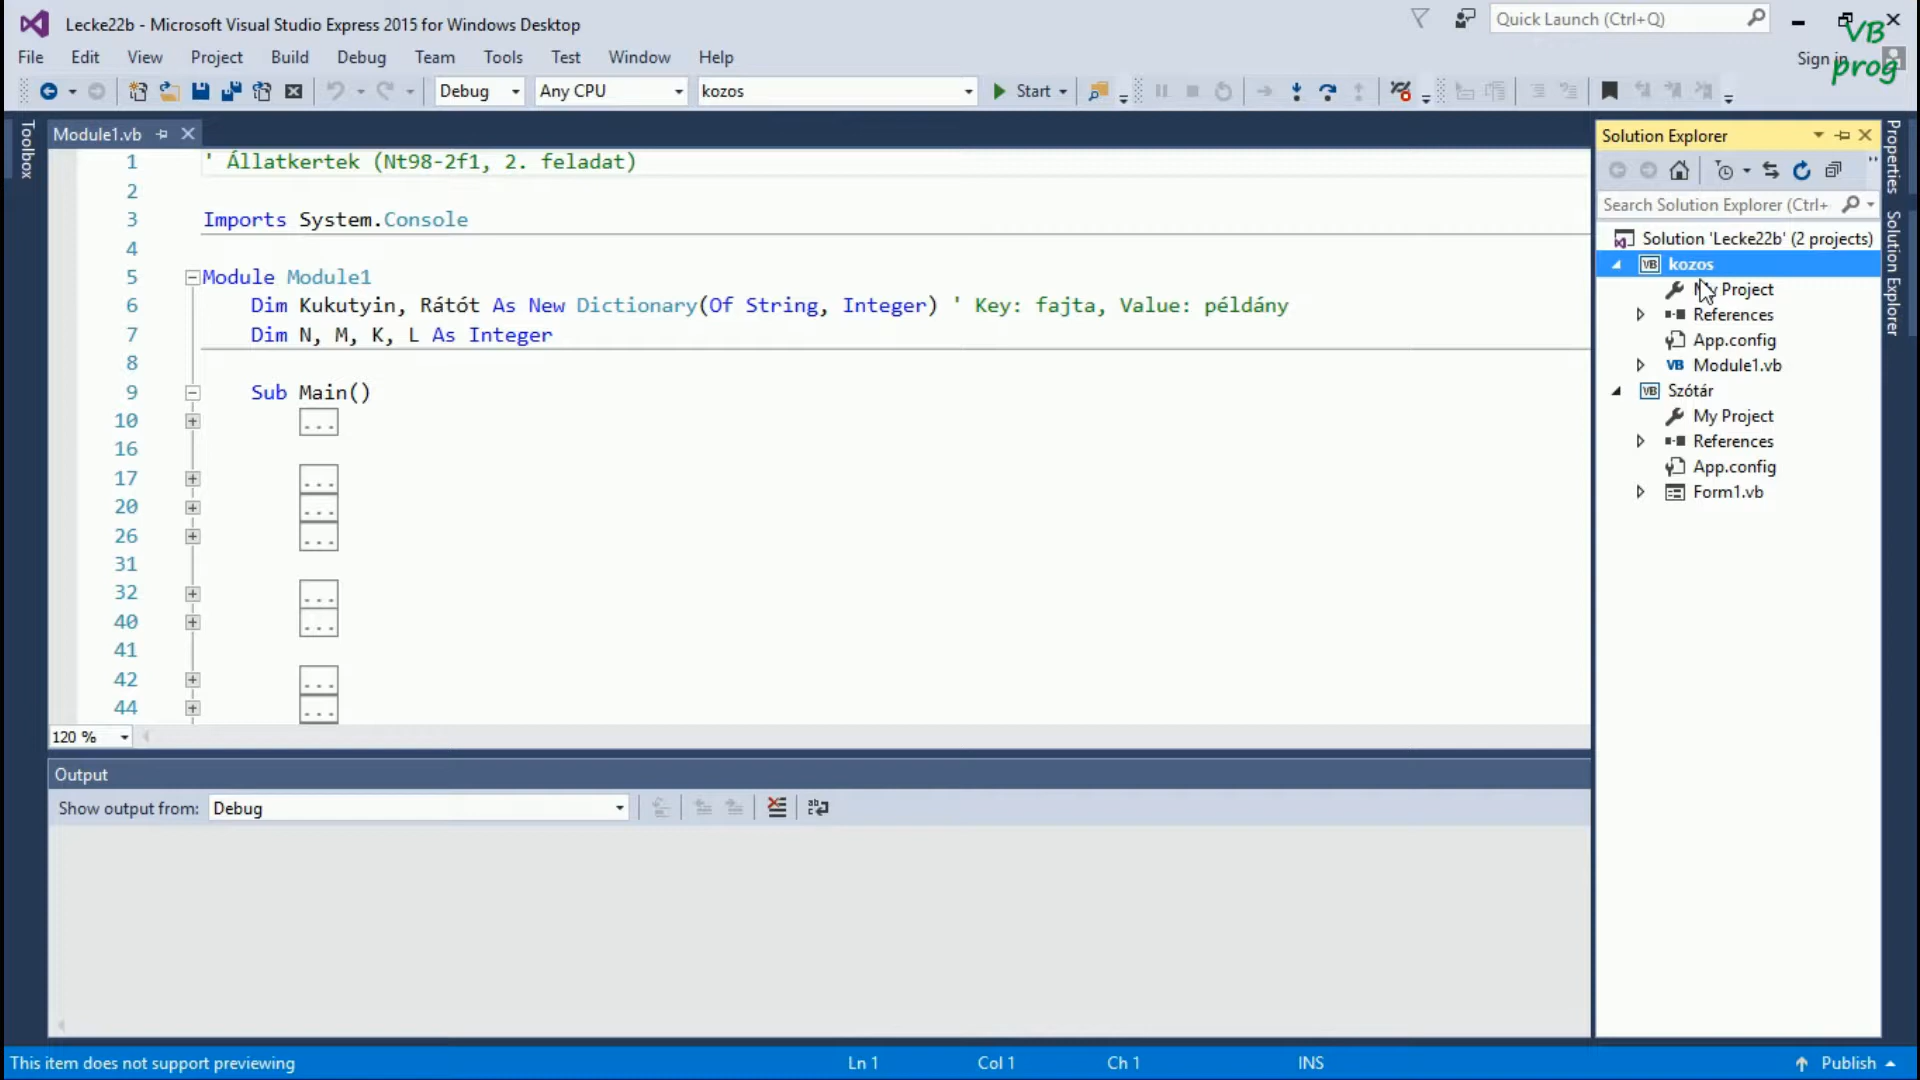 Lecke22b - Microsoft Visual Studio Express 2015 for Windows Desktop
Quick Launch (Ctrl+Q)
VB
prog
File Edit View Project Build Debug Team Tools Test Window Help
Sign in
Debug Any CPU kozos Start
Toolbox
Module1.vb
1 ' Állatkertek (Nt98-2f1, 2. feladat)
2
3 Imports System.Console
4
5 Module Module1
6 Dim Kukutyin, Rátót As New Dictionary(Of String, Integer) ' Key: fajta, Value: példány
7 Dim N, M, K, L As Integer
8
9 Sub Main()
10 ...
16
17 ...
20 ...
26 ...
31
32 ...
40 ...
41
42 ...
44 ...
120 %
Output
Show output from: Debug
Solution Explorer
Search Solution Explorer (Ctrl+
Solution 'Lecke22b' (2 projects)
kozos
My Project
References
App.config
Module1.vb
Szótár
My Project
References
App.config
Form1.vb
Properties
Solution Explorer
This item does not support previewing Ln 1 Col 1 Ch 1 INS Publish